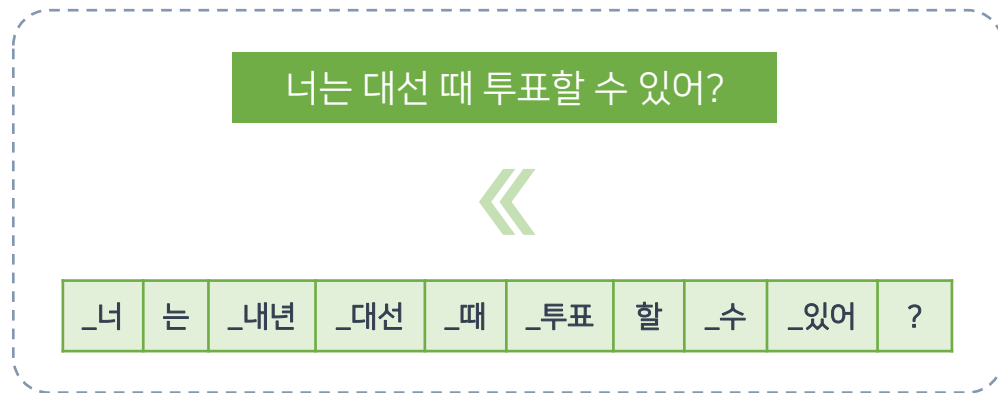 너는 대선 때 투표할 수 있어?
_너 는 _내년 _대선 _때 _투표 할 _수 _있어 ?